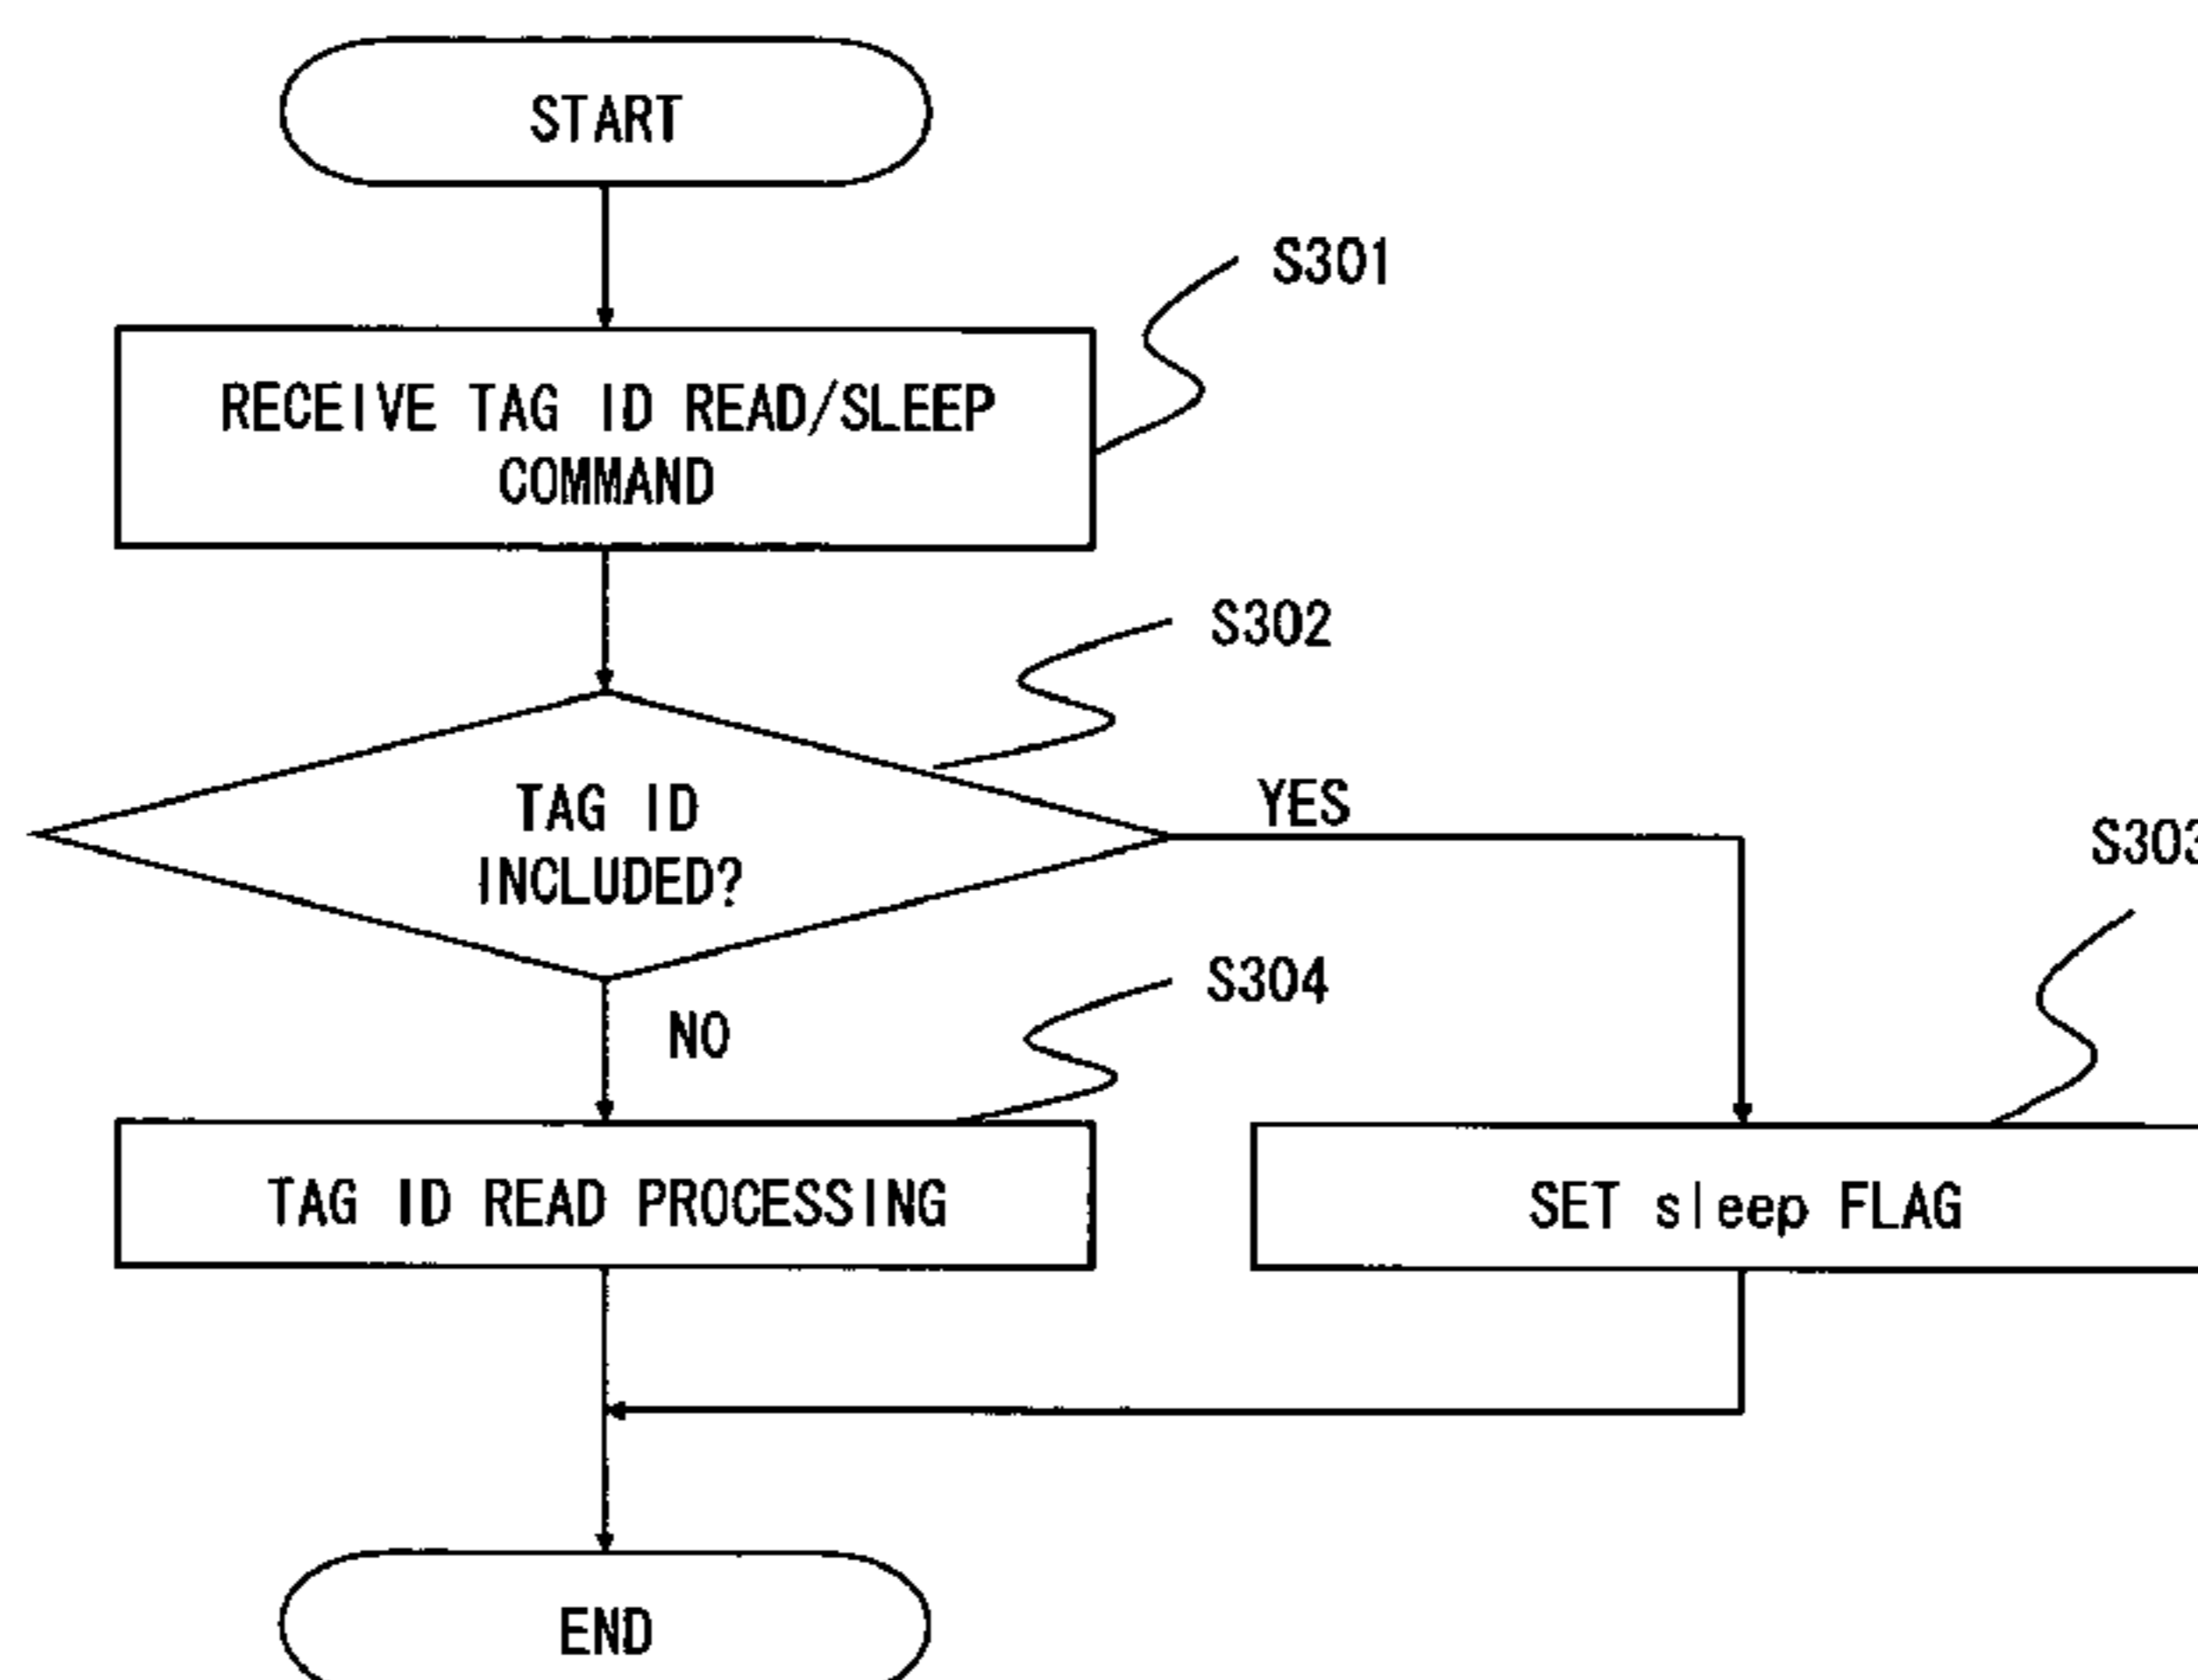 START
S301
RECEIVE TAG ID READ/SLEEP
COMMAND
S302
TAG ID
INCLUDED?
YES
S303
S304
NO
TAG ID READ PROCESSING
SET sleep FLAG
END